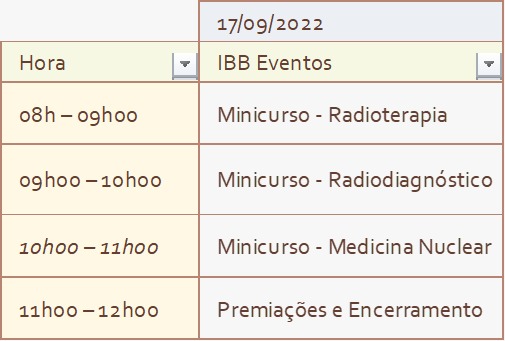 17/09/2022
Hora IBB Eventos
08h – 09h00 Minicurso - Radioterapia
09h00 – 10h00 Minicurso - Radiodiagnóstico
10h00 – 11h00 Minicurso - Medicina Nuclear
11h00 – 12h00 Premiações e Encerramento